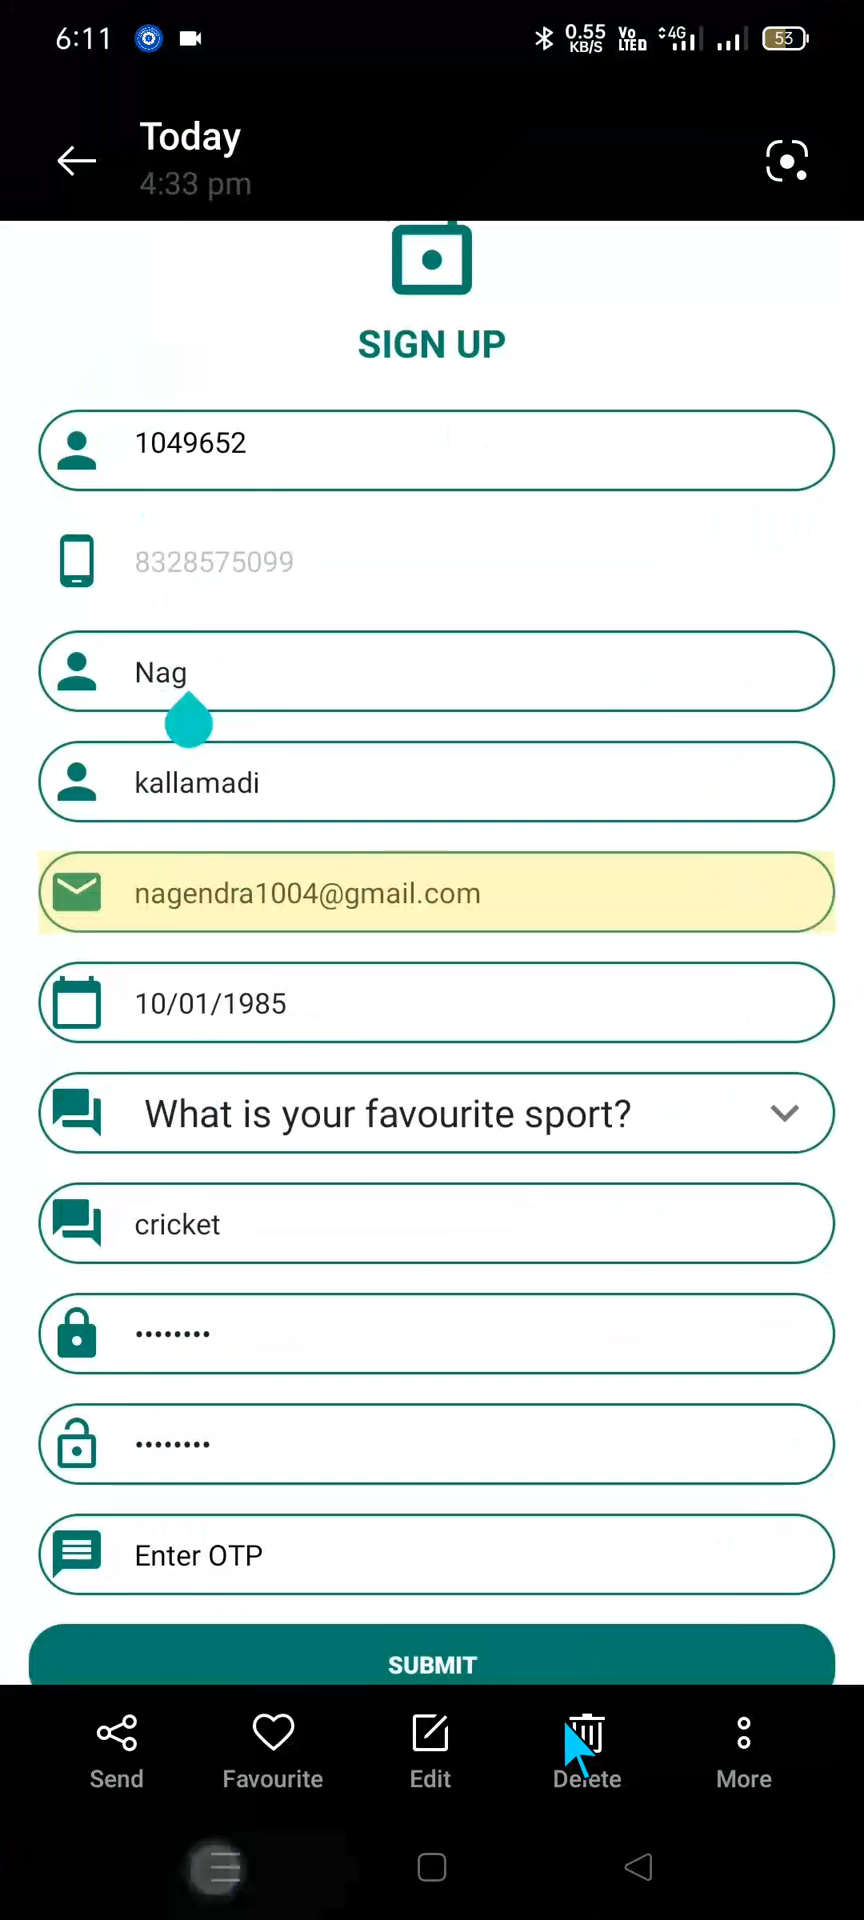 6:11
0.55
KB/S
Vo
LTED
4G
53
Today
4:33 pm
SIGN UP
1049652
8328575099
Nag
kallamadi
nagendra1004@gmail.com
10/01/1985
What is your favourite sport?
cricket
••••••••
••••••••
Enter OTP
SUBMIT
Send
Favourite
Edit
Delete
More